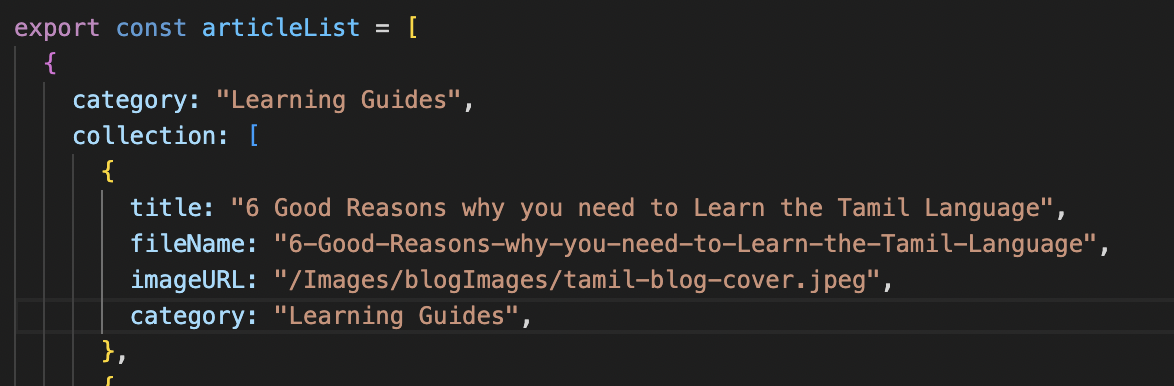 export const articleList = [
{
category: "Learning Guides",
collection: [
{
title: "6 Good Reasons why you need to Learn the Tamil Language",
fileName: "6-Good-Reasons-why-you-need-to-Learn-the-Tamil-Language",
imageURL: "/Images/blogImages/tamil-blog-cover.jpeg",
category: "Learning Guides",
},
{